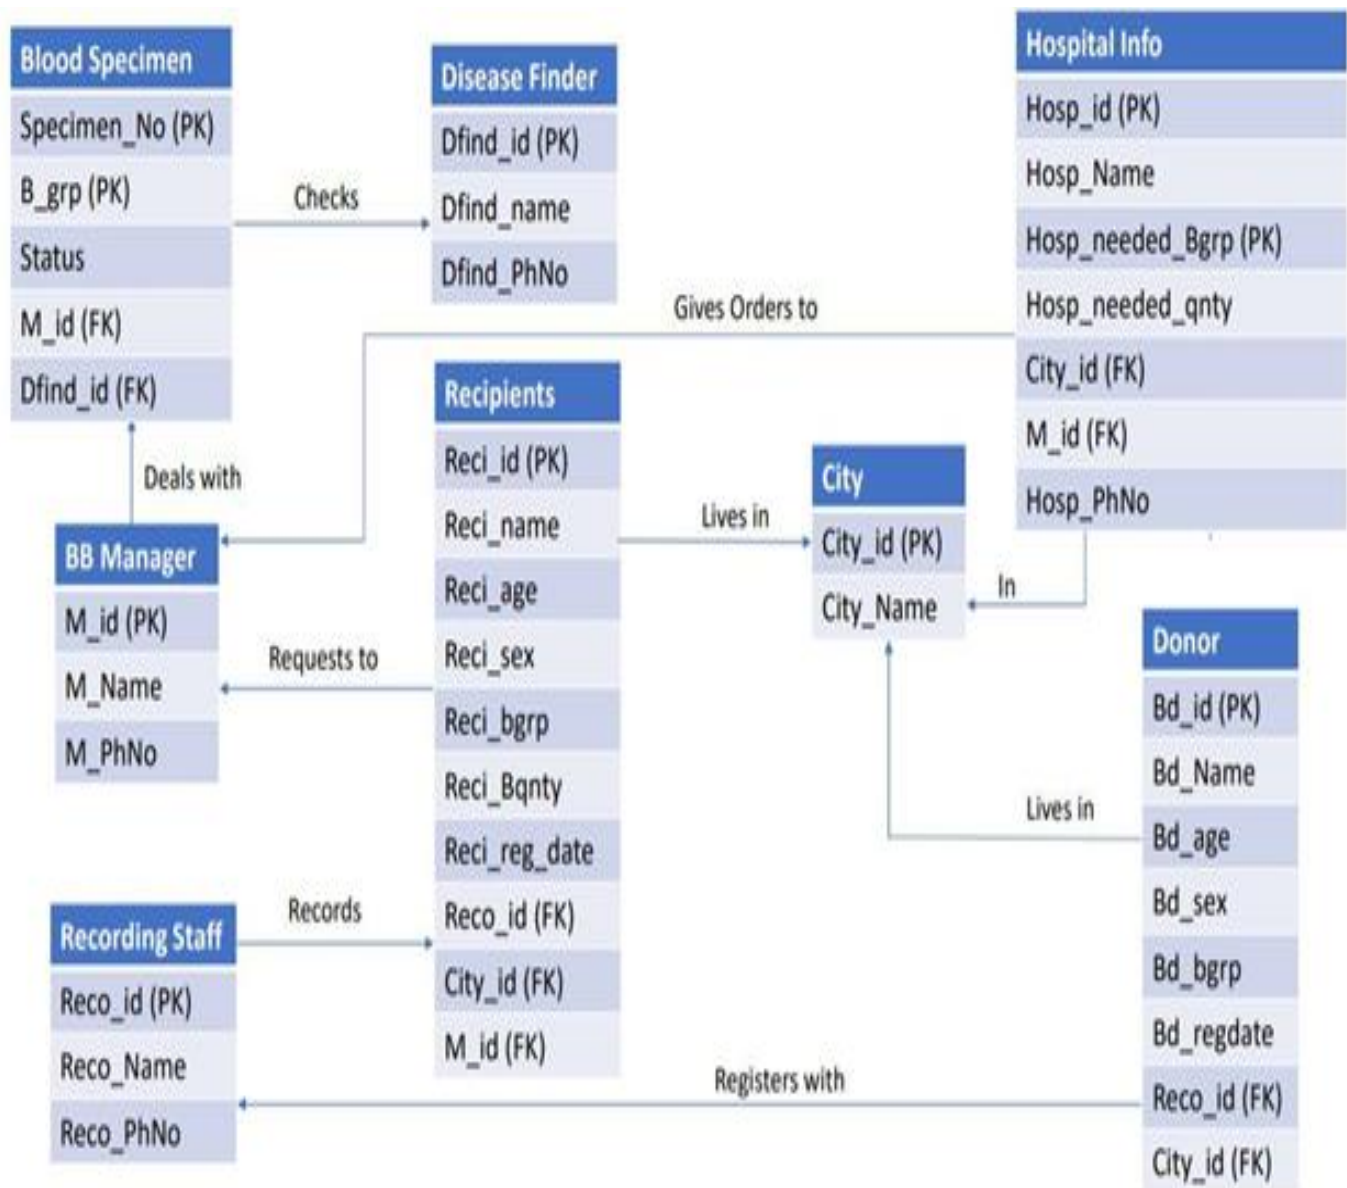 Blood Specimen
Specimen_No (PK)
B_grp (PK)
Status
M_id (FK)
Dfind_id (FK)
Checks
Disease Finder
Dfind_id (PK)
Dfind_name
Dfind_PhNo
Hospital Info
Hosp_id (PK)
Hosp_Name
Hosp_needed_Bgrp (PK)
Hosp_needed_qnty
City_id (FK)
M_id (FK)
Hosp_PhNo
Gives Orders to
Deals with
BB Manager
M_id (PK)
M_Name
M_PhNo
Requests to
Recipients
Reci_id (PK)
Reci_name
Reci_age
Reci_sex
Reci_bgrp
Reci_Bqnty
Reci_reg_date
Reco_id (FK)
City_id (FK)
M_id (FK)
Lives in
City
City_id (PK)
City_Name
In
Donor
Bd_id (PK)
Bd_Name
Bd_age
Bd_sex
Bd_bgrp
Bd_regdate
Reco_id (FK)
City_id (FK)
Lives in
Recording Staff
Reco_id (PK)
Reco_Name
Reco_PhNo
Records
Registers with